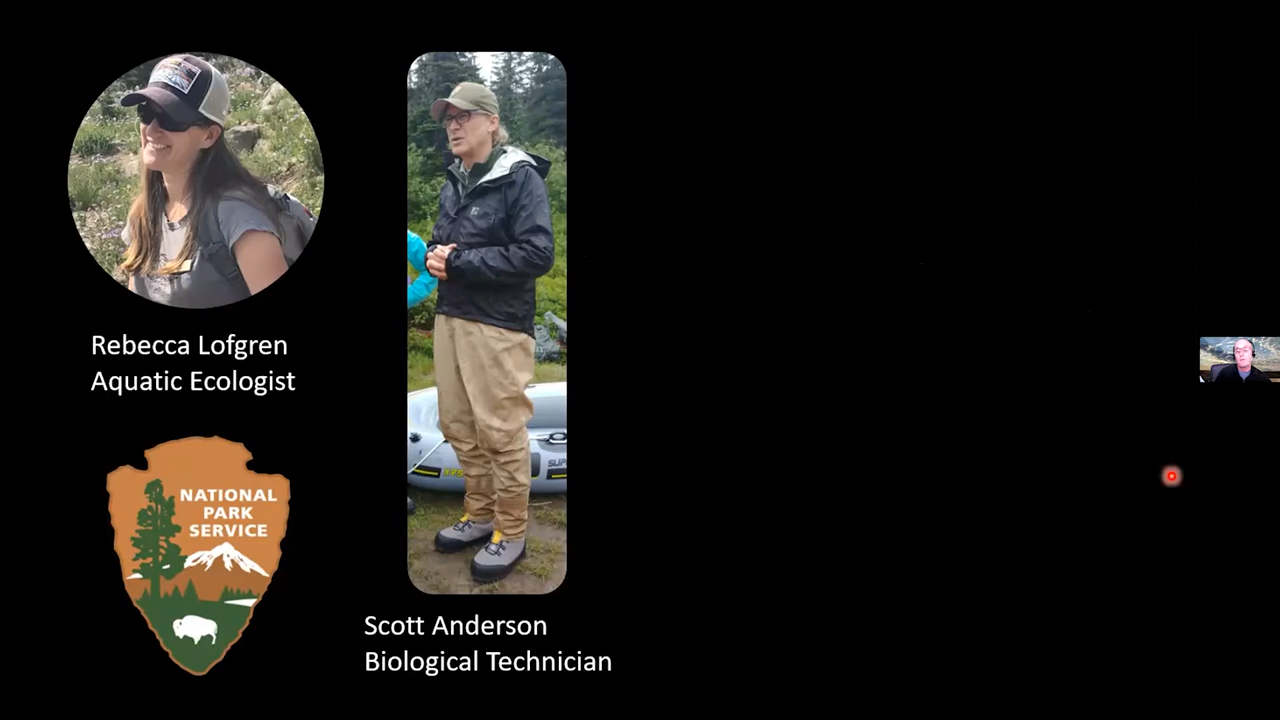 Rebecca Lofgren
Aquatic Ecologist
NATIONAL
PARK
SERVICE
Scott Anderson
Biological Technician